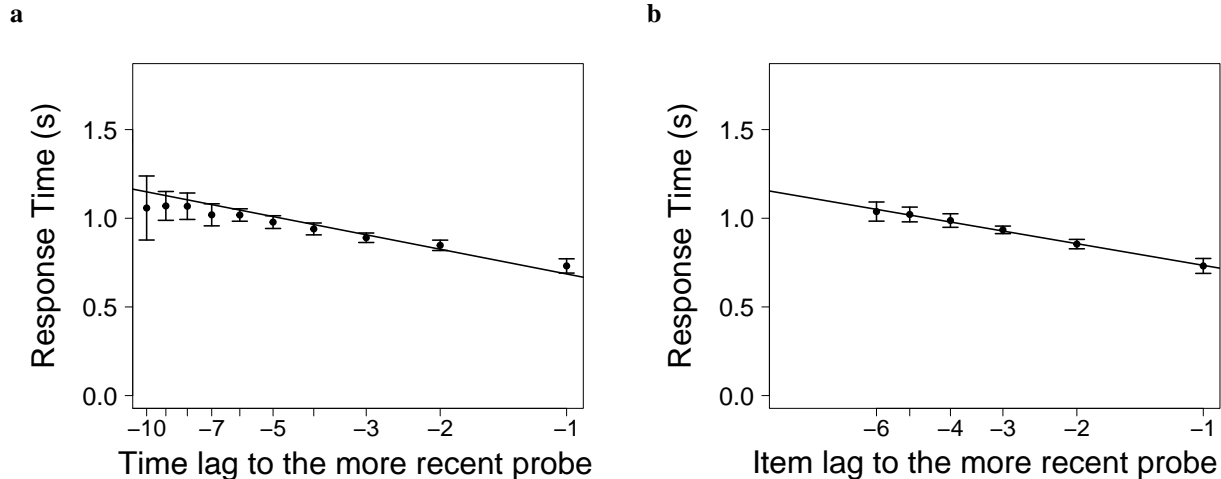 a
b
Response Time (s)
1.5
1.0
0.5
0.0
−10 −7 −5 −3 −2 −1
Time lag to the more recent probe
Response Time (s)
1.5
1.0
0.5
0.0
−6 −4 −3 −2 −1
Item lag to the more recent probe